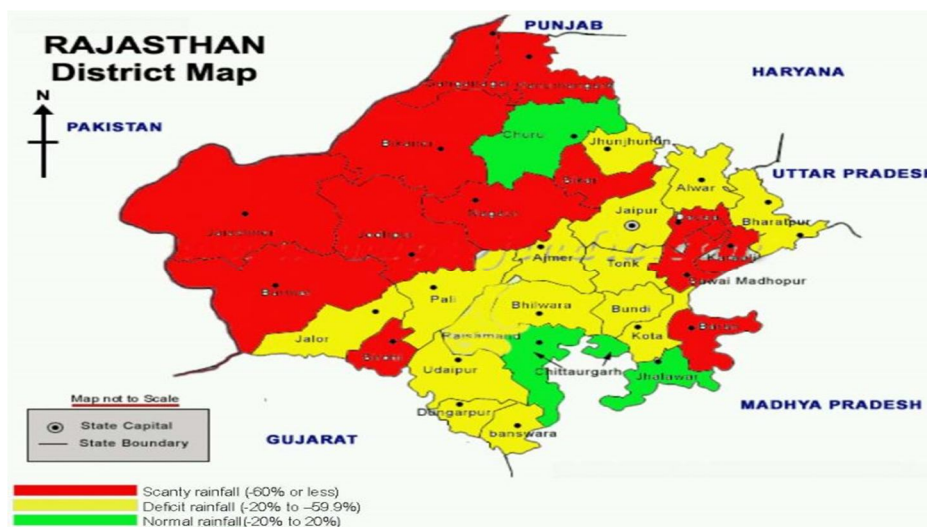 RAJASTHAN
District Map
PUNJAB
HARYANA
N
PAKISTAN
Churu
Jhunjhunu
Bikaner
Sikar
UTTAR PRADESH
Alwar
Nagaur
Jaipur
Bharatpur
Jaisalmer
Jodhpur
Ajmer
Tonk
Karauli
Sawai Madhopur
Barmer
Pali
Bhilwara
Bundi
Jalor
Rajsamand
Kota
Baran
Sirohi
Udaipur
Chittaurgarh
Jhalawar
Map not to Scale
State Capital
State Boundary
Dungarpur
banswara
GUJARAT
MADHYA PRADESH
Scanty rainfall (-60% or less)
Deficit rainfall (-20% to –59.9%)
Normal rainfall(-20% to 20%)